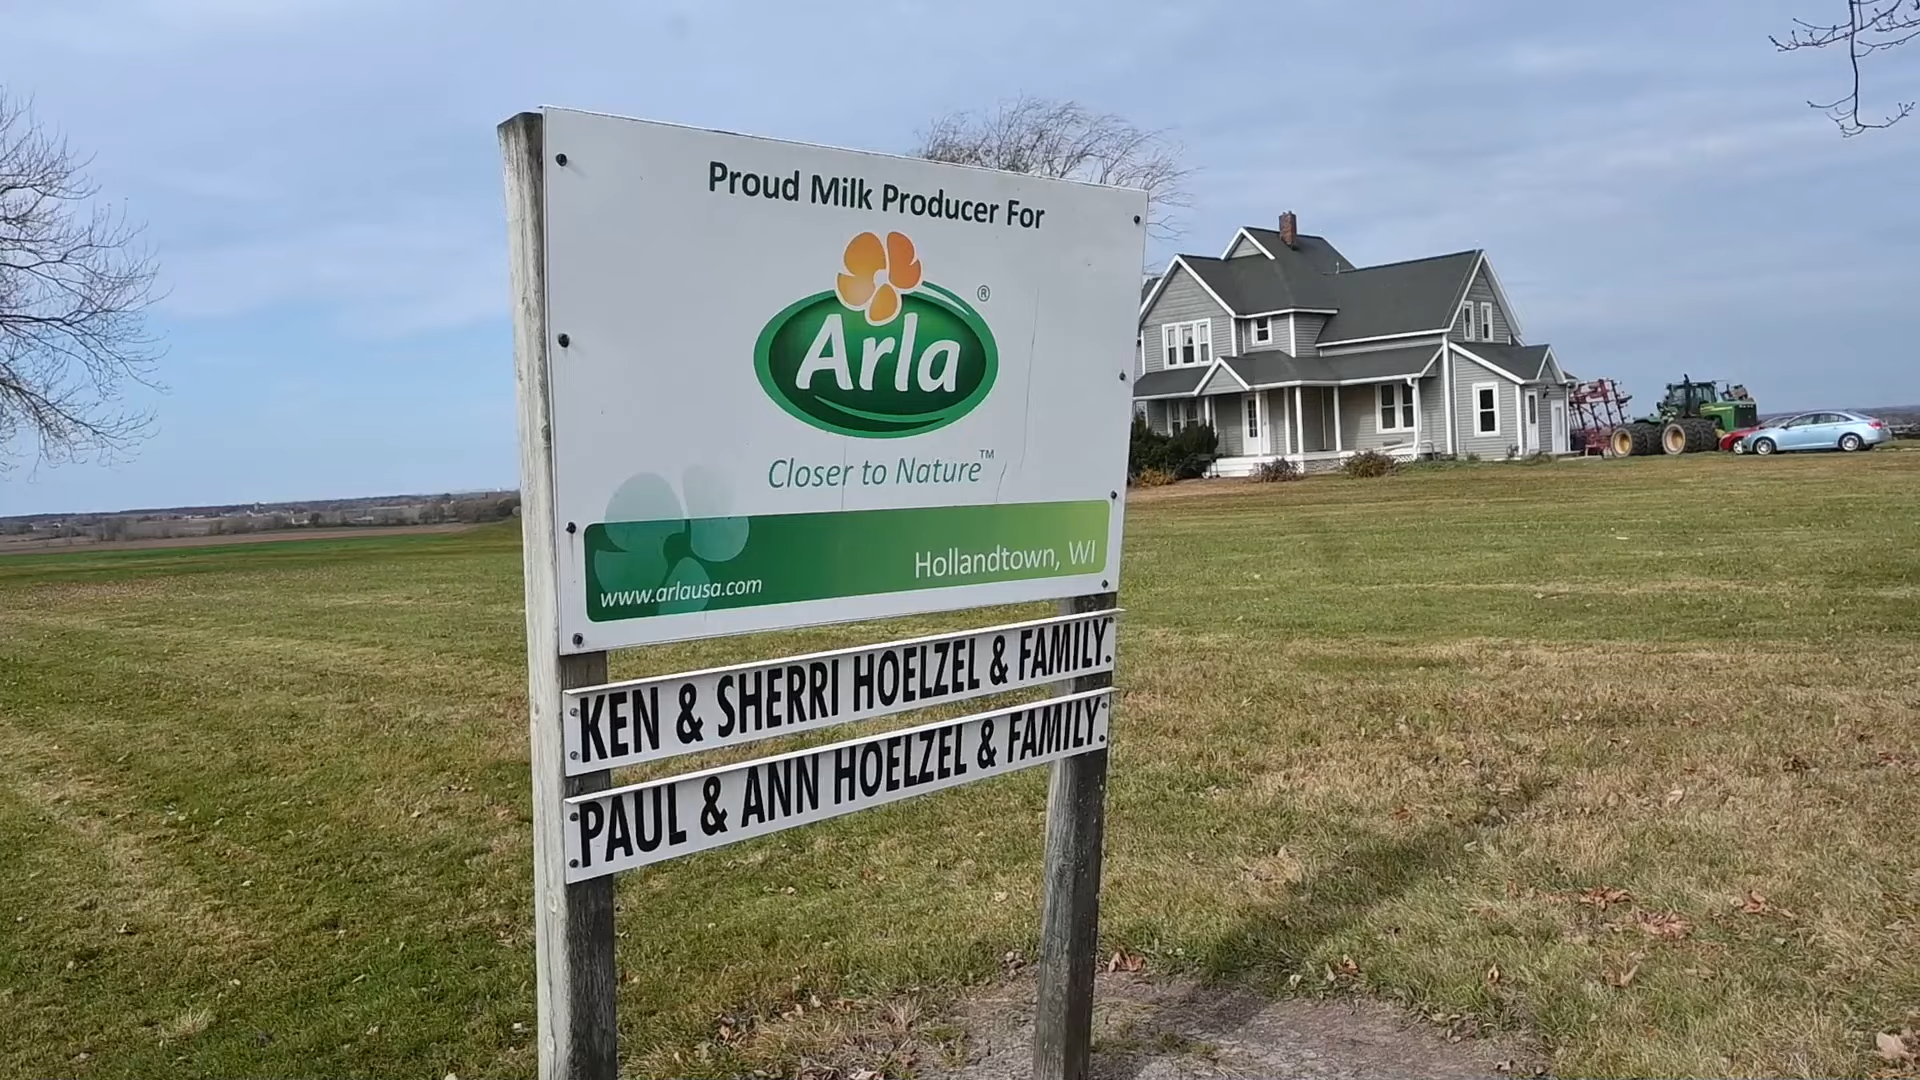 Proud Milk Producer For
Arla®
Closer to Nature™
Hollandtown, WI
www.arlausa.com
KEN & SHERRI HOELZEL & FAMILY.
PAUL & ANN HOELZEL & FAMILY.